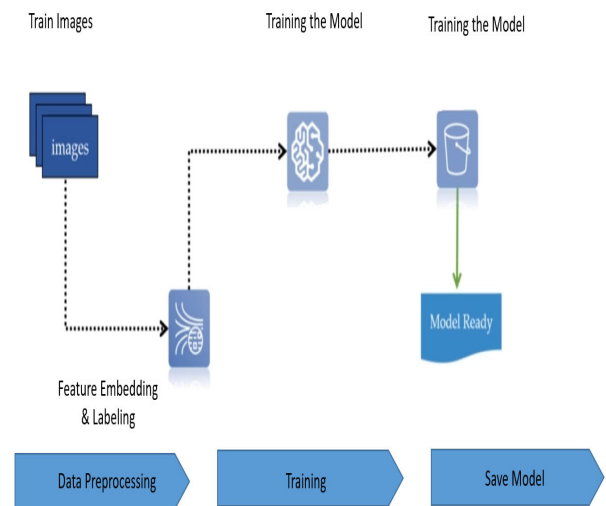 Train Images
Training the Model
Training the Model
images
Model Ready
Feature Embedding
& Labeling
Data Preprocessing
Training
Save Model